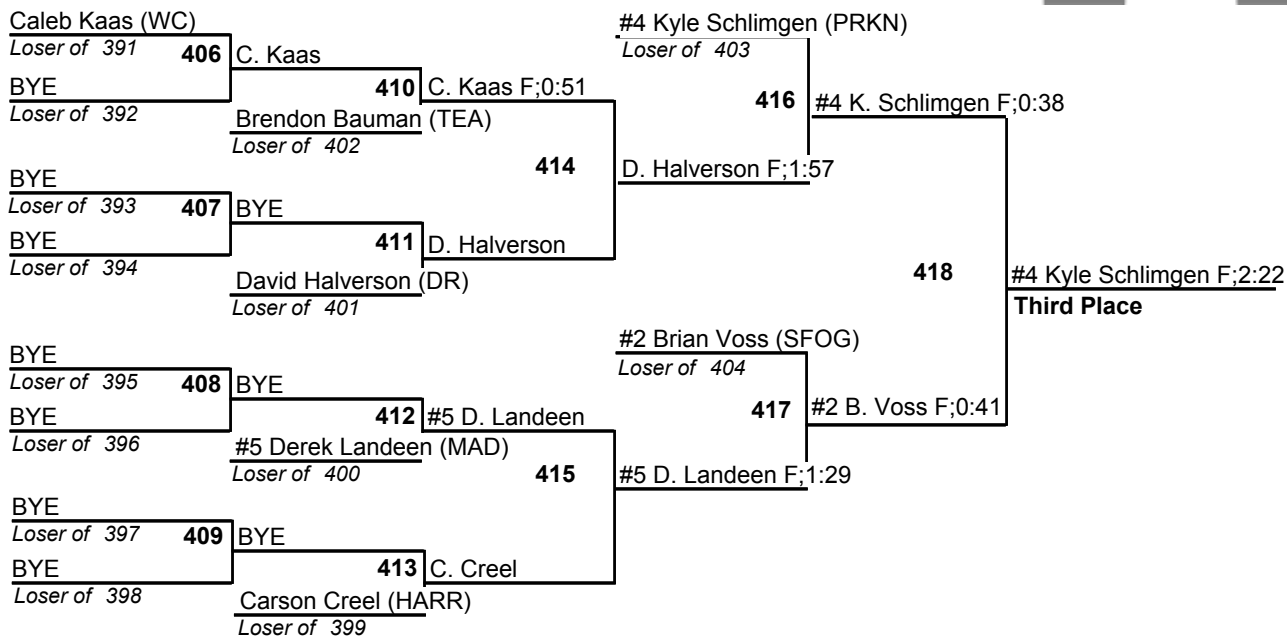 Caleb Kaas (WC)
Loser of 391
406
C. Kaas
BYE
Loser of 392
410
C. Kaas F;0:51
Brendon Bauman (TEA)
Loser of 402
414
D. Halverson F;1:57
BYE
Loser of 393
407
BYE
BYE
Loser of 394
411
D. Halverson
David Halverson (DR)
Loser of 401
#4 Kyle Schlimgen (PRKN)
Loser of 403
416
#4 K. Schlimgen F;0:38
418
#4 Kyle Schlimgen F;2:22
Third Place
BYE
Loser of 395
408
BYE
BYE
Loser of 396
412
#5 D. Landeen
#5 Derek Landeen (MAD)
Loser of 400
415
#5 D. Landeen F;1:29
BYE
Loser of 397
409
BYE
BYE
Loser of 398
413
C. Creel
Carson Creel (HARR)
Loser of 399
#2 Brian Voss (SFOG)
Loser of 404
417
#2 B. Voss F;0:41